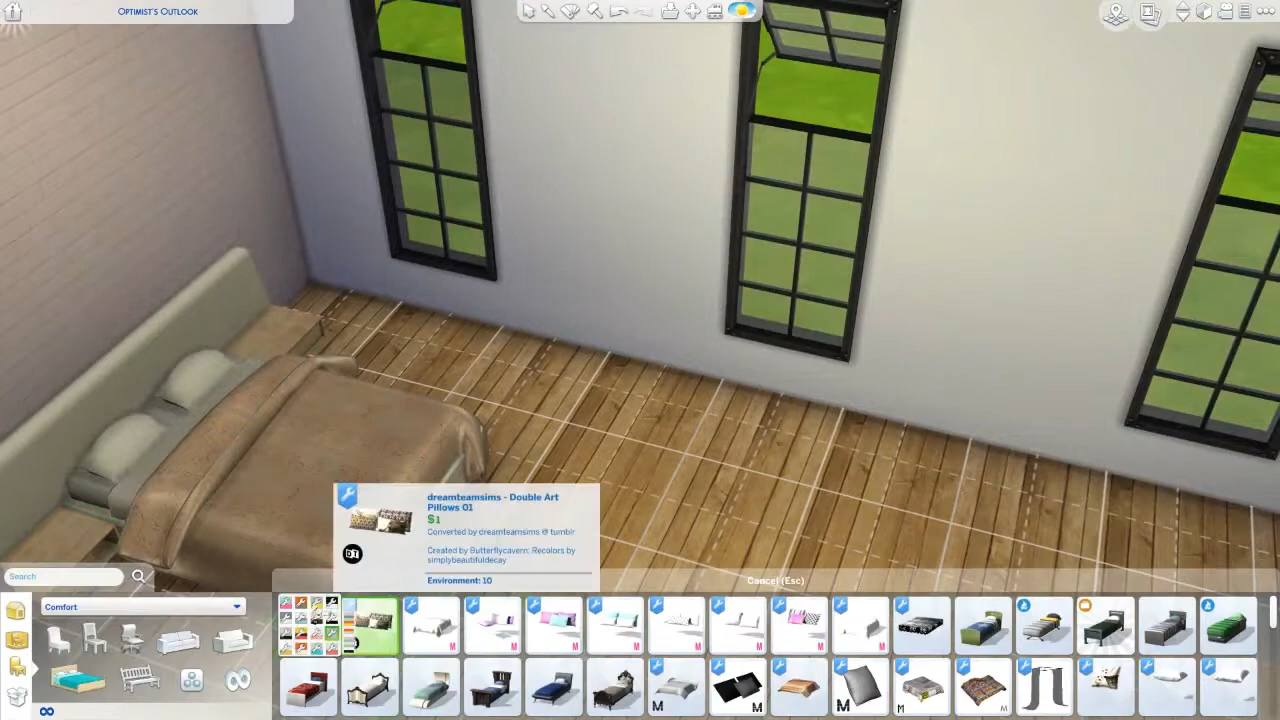 OPTIMIST'S OUTLOOK
dreamteamsims - Double Art
Pillows 01
$1
Converted by dreamteamsims @ tumblr
Created by Butterflycavern; Recolors by
simplybeautifuldecay
Environment: 10
DT
Search
Cancel (Esc)
Comfort
M
M
M
M
M
M
M
M
M
M
M
M
M